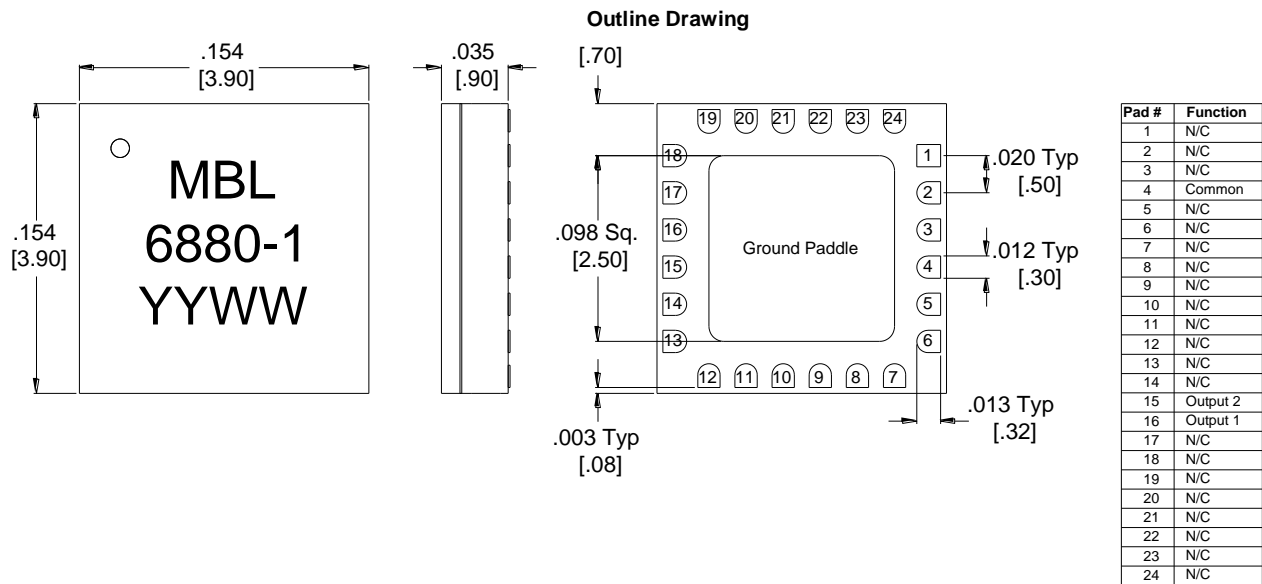 Outline Drawing
.154
[3.90]
.035
[.90]
[.70]
.154
[3.90]
MBL
6880-1
YYWW
19 20 21 22 23 24
18
17
16
15
14
13
1
2
3
4
5
6
12 11 10 9 8 7
Ground Paddle
.098 Sq.
[2.50]
.020 Typ
[.50]
.012 Typ
[.30]
.013 Typ
[.32]
.003 Typ
[.08]
Pad # Function
1 N/C
2 N/C
3 N/C
4 Common
5 N/C
6 N/C
7 N/C
8 N/C
9 N/C
10 N/C
11 N/C
12 N/C
13 N/C
14 N/C
15 Output 2
16 Output 1
17 N/C
18 N/C
19 N/C
20 N/C
21 N/C
22 N/C
23 N/C
24 N/C